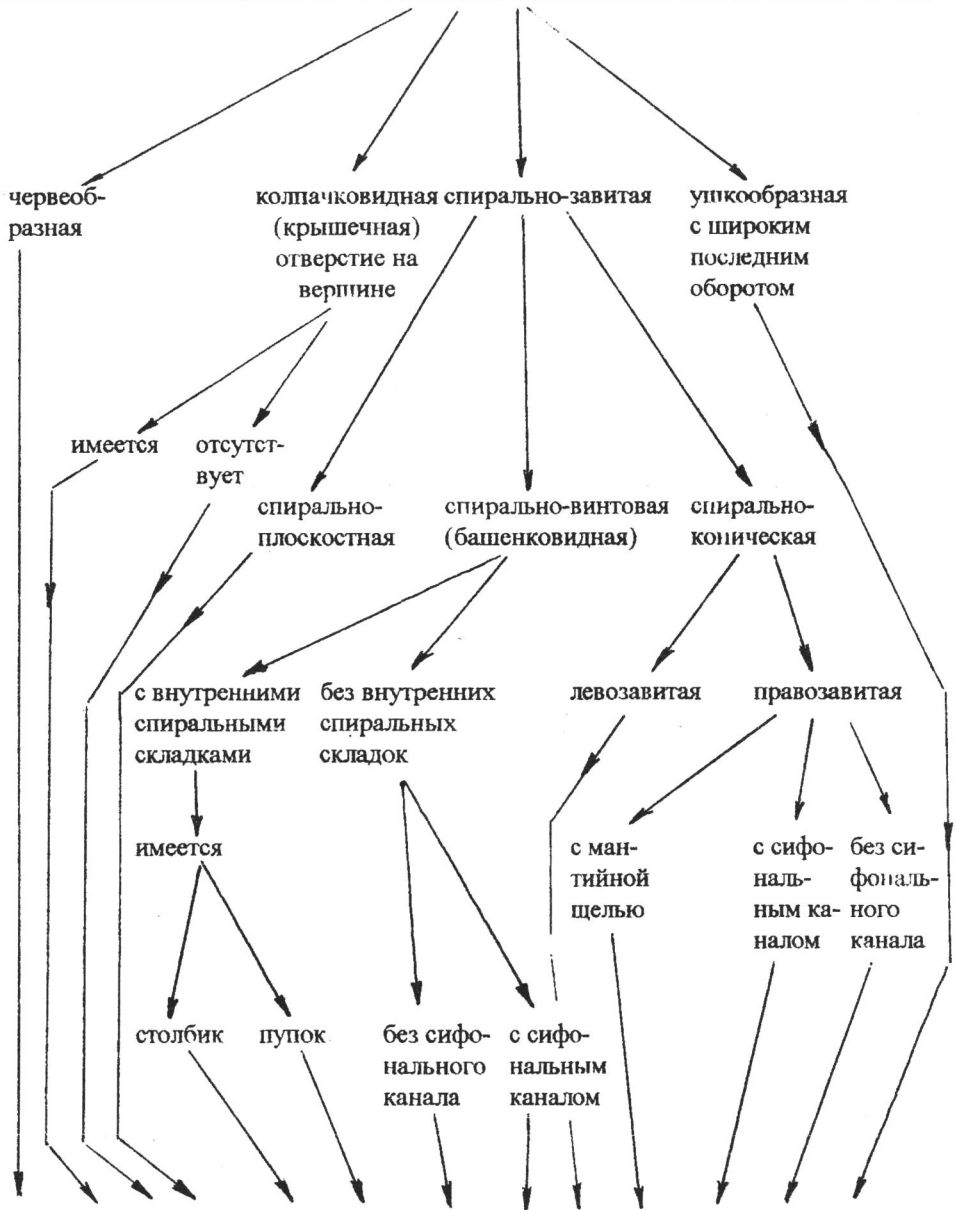 червеоб-
разная
колпачковидная
(крышечная)
отверстие на
вершине
спирально-завитая
ушкообразная
с широким
последним
оборотом
имеется
отсутст-
вует
спирально-
плоскостная
спирально-винтовая
(башенковидная)
спирально-
коническая
с внутренними
спиральными
складками
без внутренних
спиральных
складок
левозавитая
правозавитая
имеется
с ман-
тийной
щелью
с сифо-
наль-
ным ка-
налом
без си-
фональ-
ного
канала
столбик
пупок
без сифо-
нального
канала
с сифо-
нальным
каналом